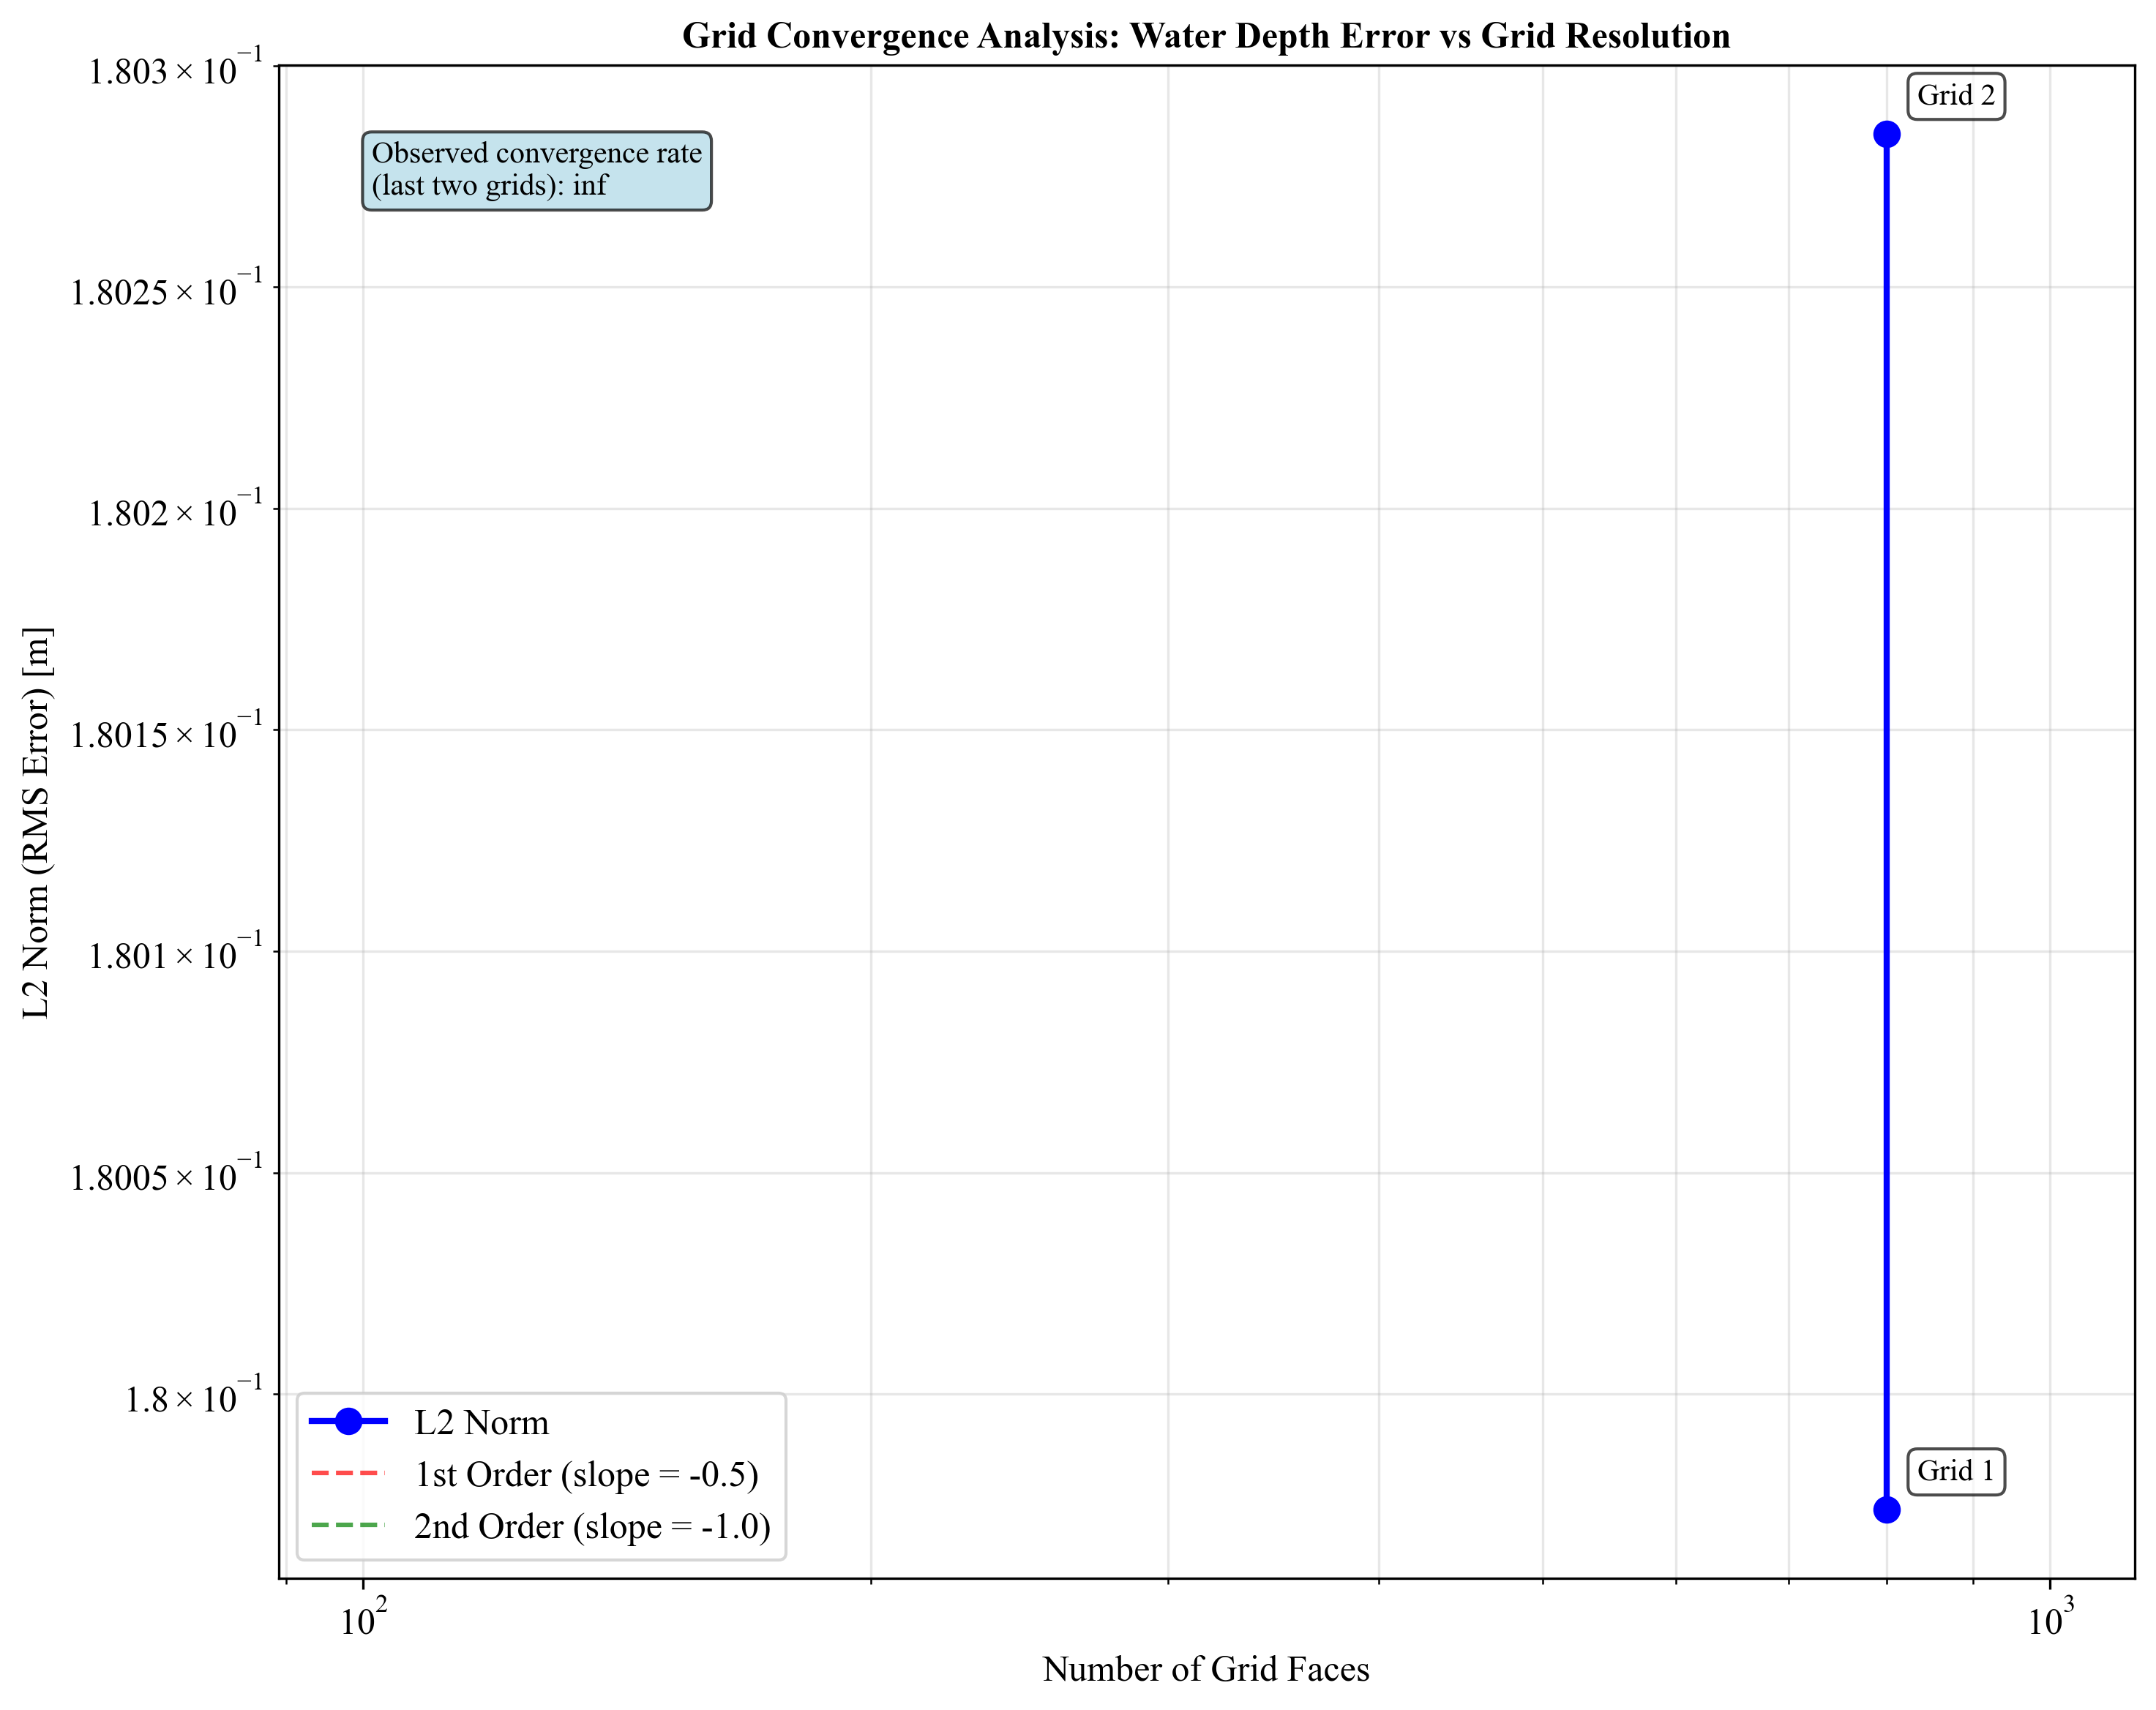 Grid Convergence Analysis: Water Depth Error vs Grid Resolution
1.803 × 10⁻¹
1.8025 × 10⁻¹
1.802 × 10⁻¹
1.8015 × 10⁻¹
1.801 × 10⁻¹
1.8005 × 10⁻¹
1.8 × 10⁻¹
L2 Norm (RMS Error) [m]
Observed convergence rate
(last two grids): inf
Grid 2
Grid 1
L2 Norm
1st Order (slope = -0.5)
2nd Order (slope = -1.0)
10²
10³
Number of Grid Faces